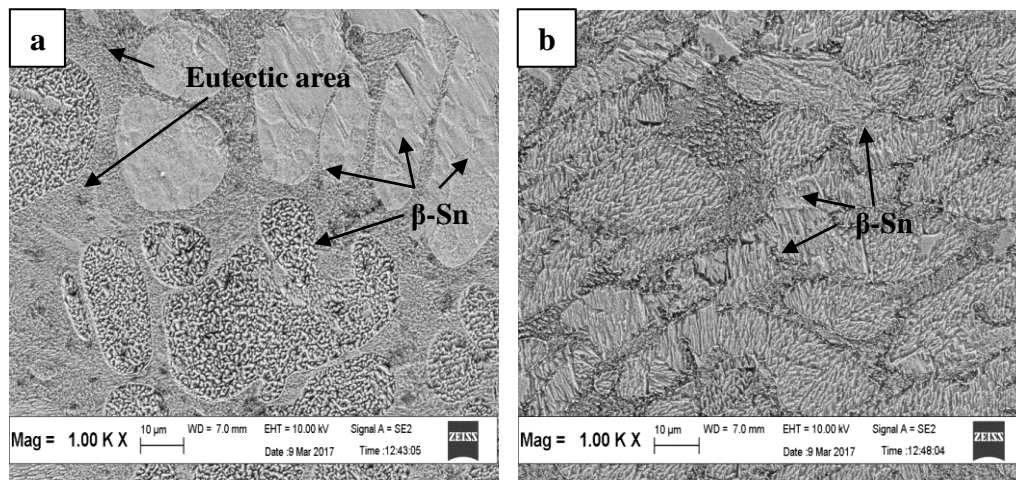 a
Eutectic area
β-Sn
Mag = 1.00 K X 10 µm WD = 7.0 mm EHT = 10.00 kV Signal A = SE2 ZEISS
Date :9 Mar 2017 Time :12:43:05
b
β-Sn
Mag = 1.00 K X 10 µm WD = 7.0 mm EHT = 10.00 kV Signal A = SE2 ZEISS
Date :9 Mar 2017 Time :12:48:04